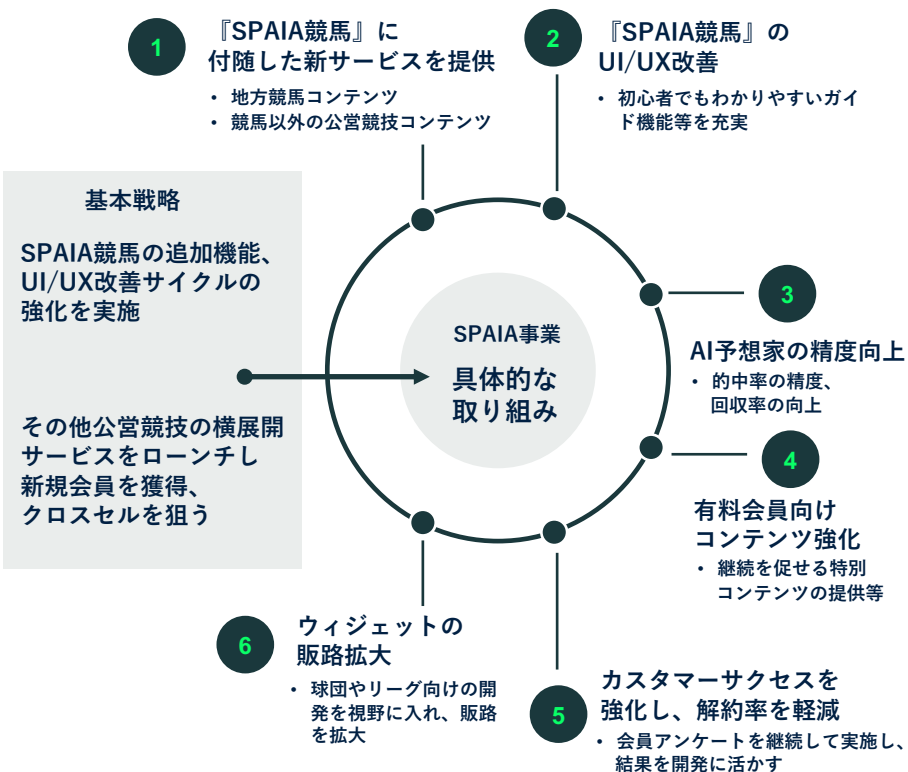 1
『SPAIA競馬』に
付随した新サービスを提供
• 地方競馬コンテンツ
• 競馬以外の公営競技コンテンツ
2
『SPAIA競馬』の
UI/UX改善
• 初心者でもわかりやすいガイ
ド機能等を充実
基本戦略
SPAIA競馬の追加機能、
UI/UX改善サイクルの
強化を実施
その他公営競技の横展開
サービスをローンチし
新規会員を獲得、
クロスセルを狙う
SPAIA事業
具体的な
取り組み
3
AI予想家の精度向上
• 的中率の精度、
回収率の向上
4
有料会員向け
コンテンツ強化
• 継続を促せる特別
コンテンツの提供等
5
カスタマーサクセスを
強化し、解約率を軽減
• 会員アンケートを継続して実施し、
結果を開発に活かす
6
ウィジェットの
販路拡大
• 球団やリーグ向けの開
発を視野に入れ、販路
を拡大